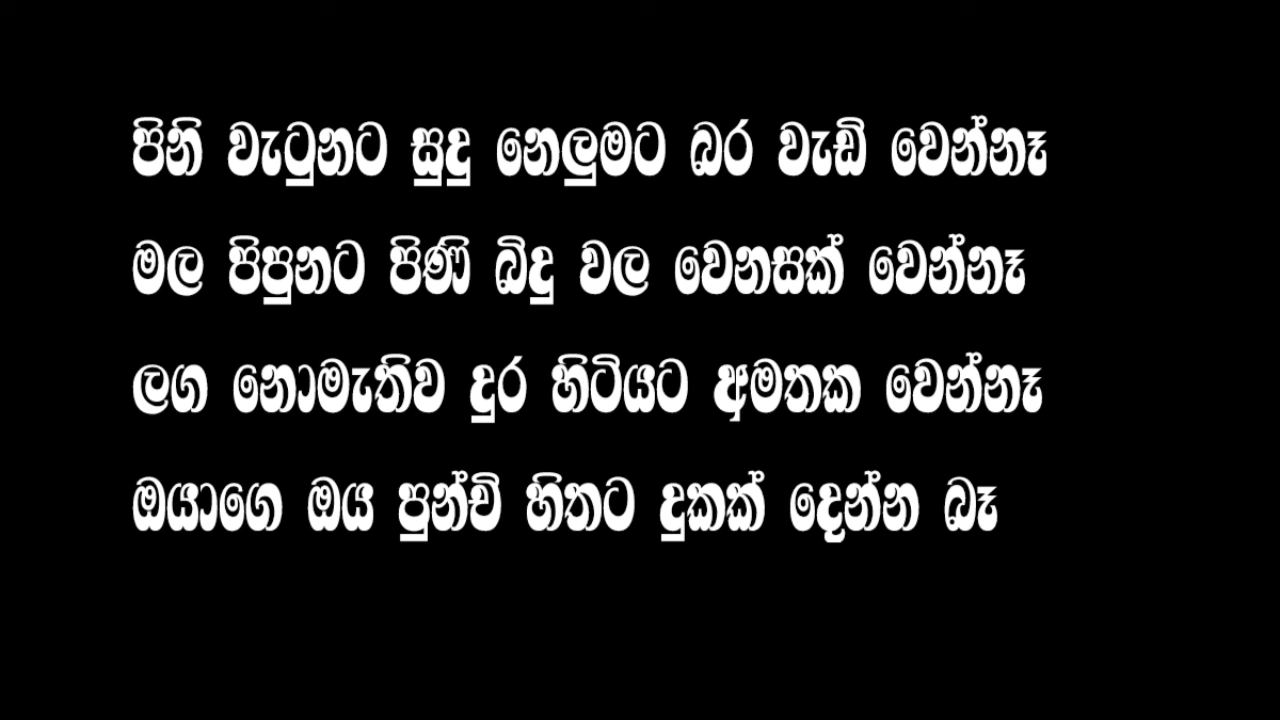 පිනි වැටුනට සුදු නෙලුමට බර වැඩි වෙන්නෑ
මල පිපුනට පිණි බිදු වල වෙනසක් වෙන්නෑ
ලග නොමැතිව දුර හිටියට අමතක වෙන්නෑ
ඔයාගෙ ඔය පුන්චි හිතට දුකක් දෙන්න බෑ